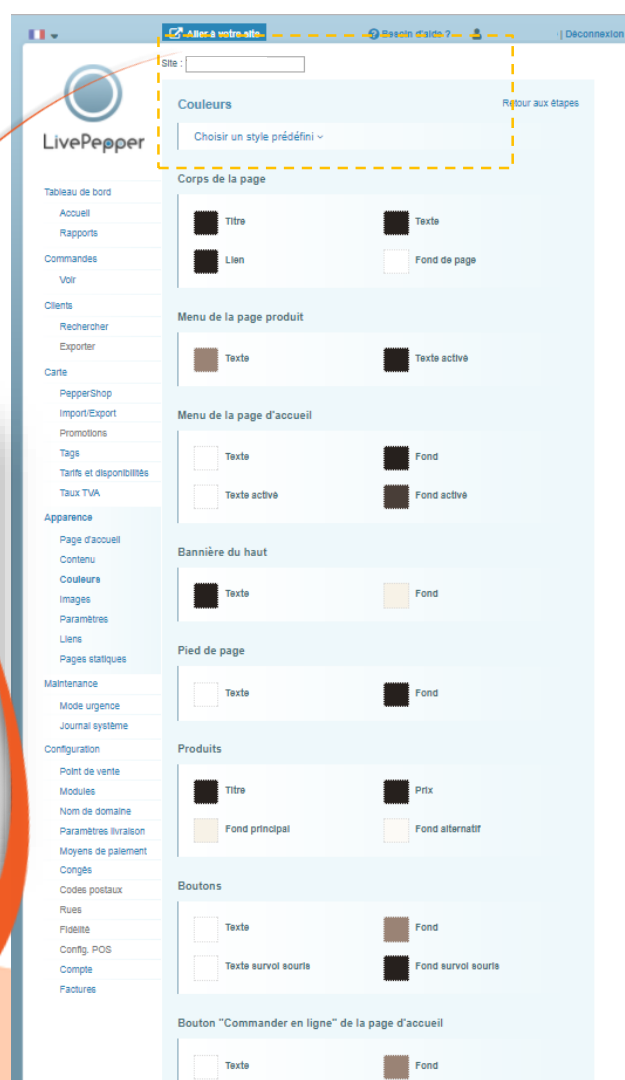 Aller à votre site
Besoin d'aide ?
| Déconnexion
Site :
LivePepper
Couleurs
Retour aux étapes
Choisir un style prédéfini
Tableau de bord
Accueil
Rapports
Commandes
Voir
Clients
Rechercher
Exporter
Carte
PepperShop
Import/Export
Promotions
Tags
Tarifs et disponibilités
Taux TVA
Apparence
Page d'accueil
Contenu
Couleurs
Images
Paramètres
Liens
Pages statiques
Maintenance
Mode urgence
Journal système
Configuration
Point de vente
Modules
Nom de domaine
Paramètres livraison
Moyens de paiement
Congés
Codes postaux
Rues
Fidélité
Config. POS
Compte
Factures
Corps de la page
Titre
Texte
Lien
Fond de page
Menu de la page produit
Texte
Texte activé
Menu de la page d'accueil
Texte
Fond
Texte activé
Fond activé
Bannière du haut
Texte
Fond
Pied de page
Texte
Fond
Produits
Titre
Prix
Fond principal
Fond alternatif
Boutons
Texte
Fond
Texte survol souris
Fond survol souris
Bouton "Commander en ligne" de la page d'accueil
Texte
Fond